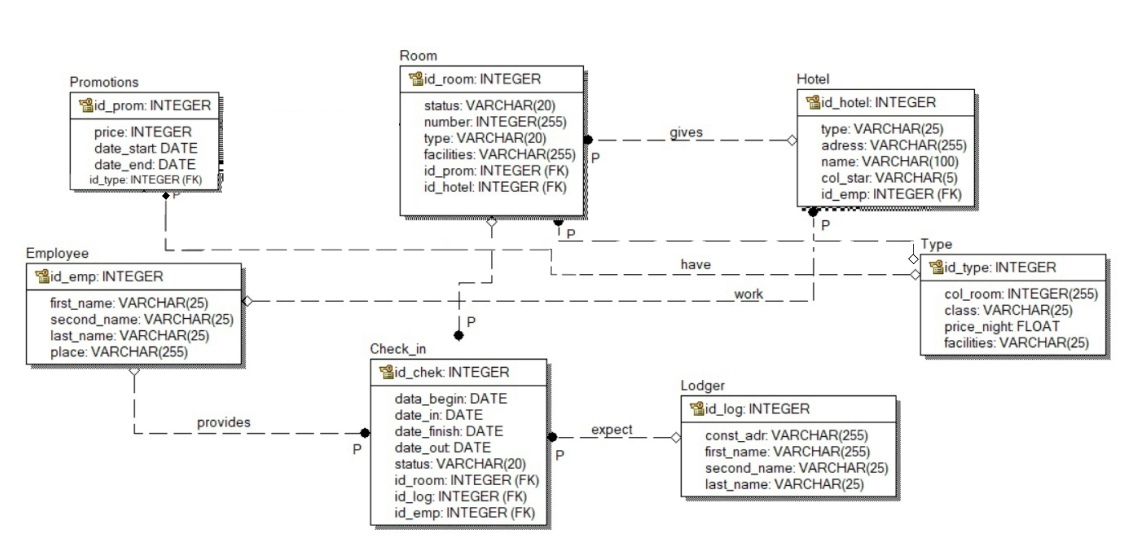 Promotions
id_prom: INTEGER
price: INTEGER
date_start: DATE
date_end: DATE
id_type: INTEGER (FK)
P
Room
id_room: INTEGER
status: VARCHAR(20)
number: INTEGER(255)
type: VARCHAR(20)
facilities: VARCHAR(255)
id_prom: INTEGER (FK)
id_hotel: INTEGER (FK)
P
gives
Hotel
id_hotel: INTEGER
type: VARCHAR(25)
adress: VARCHAR(255)
name: VARCHAR(100)
col_star: VARCHAR(5)
id_emp: INTEGER (FK)
P
P
have
work
Employee
id_emp: INTEGER
first_name: VARCHAR(25)
second_name: VARCHAR(25)
last_name: VARCHAR(25)
place: VARCHAR(255)
Type
id_type: INTEGER
col_room: INTEGER(255)
class: VARCHAR(25)
price_night: FLOAT
facilities: VARCHAR(25)
P
Check_in
id_chek: INTEGER
data_begin: DATE
date_in: DATE
date_finish: DATE
date_out: DATE
status: VARCHAR(20)
id_room: INTEGER (FK)
id_log: INTEGER (FK)
id_emp: INTEGER (FK)
provides
P
expect
P
Lodger
id_log: INTEGER
const_adr: VARCHAR(255)
first_name: VARCHAR(255)
second_name: VARCHAR(25)
last_name: VARCHAR(25)